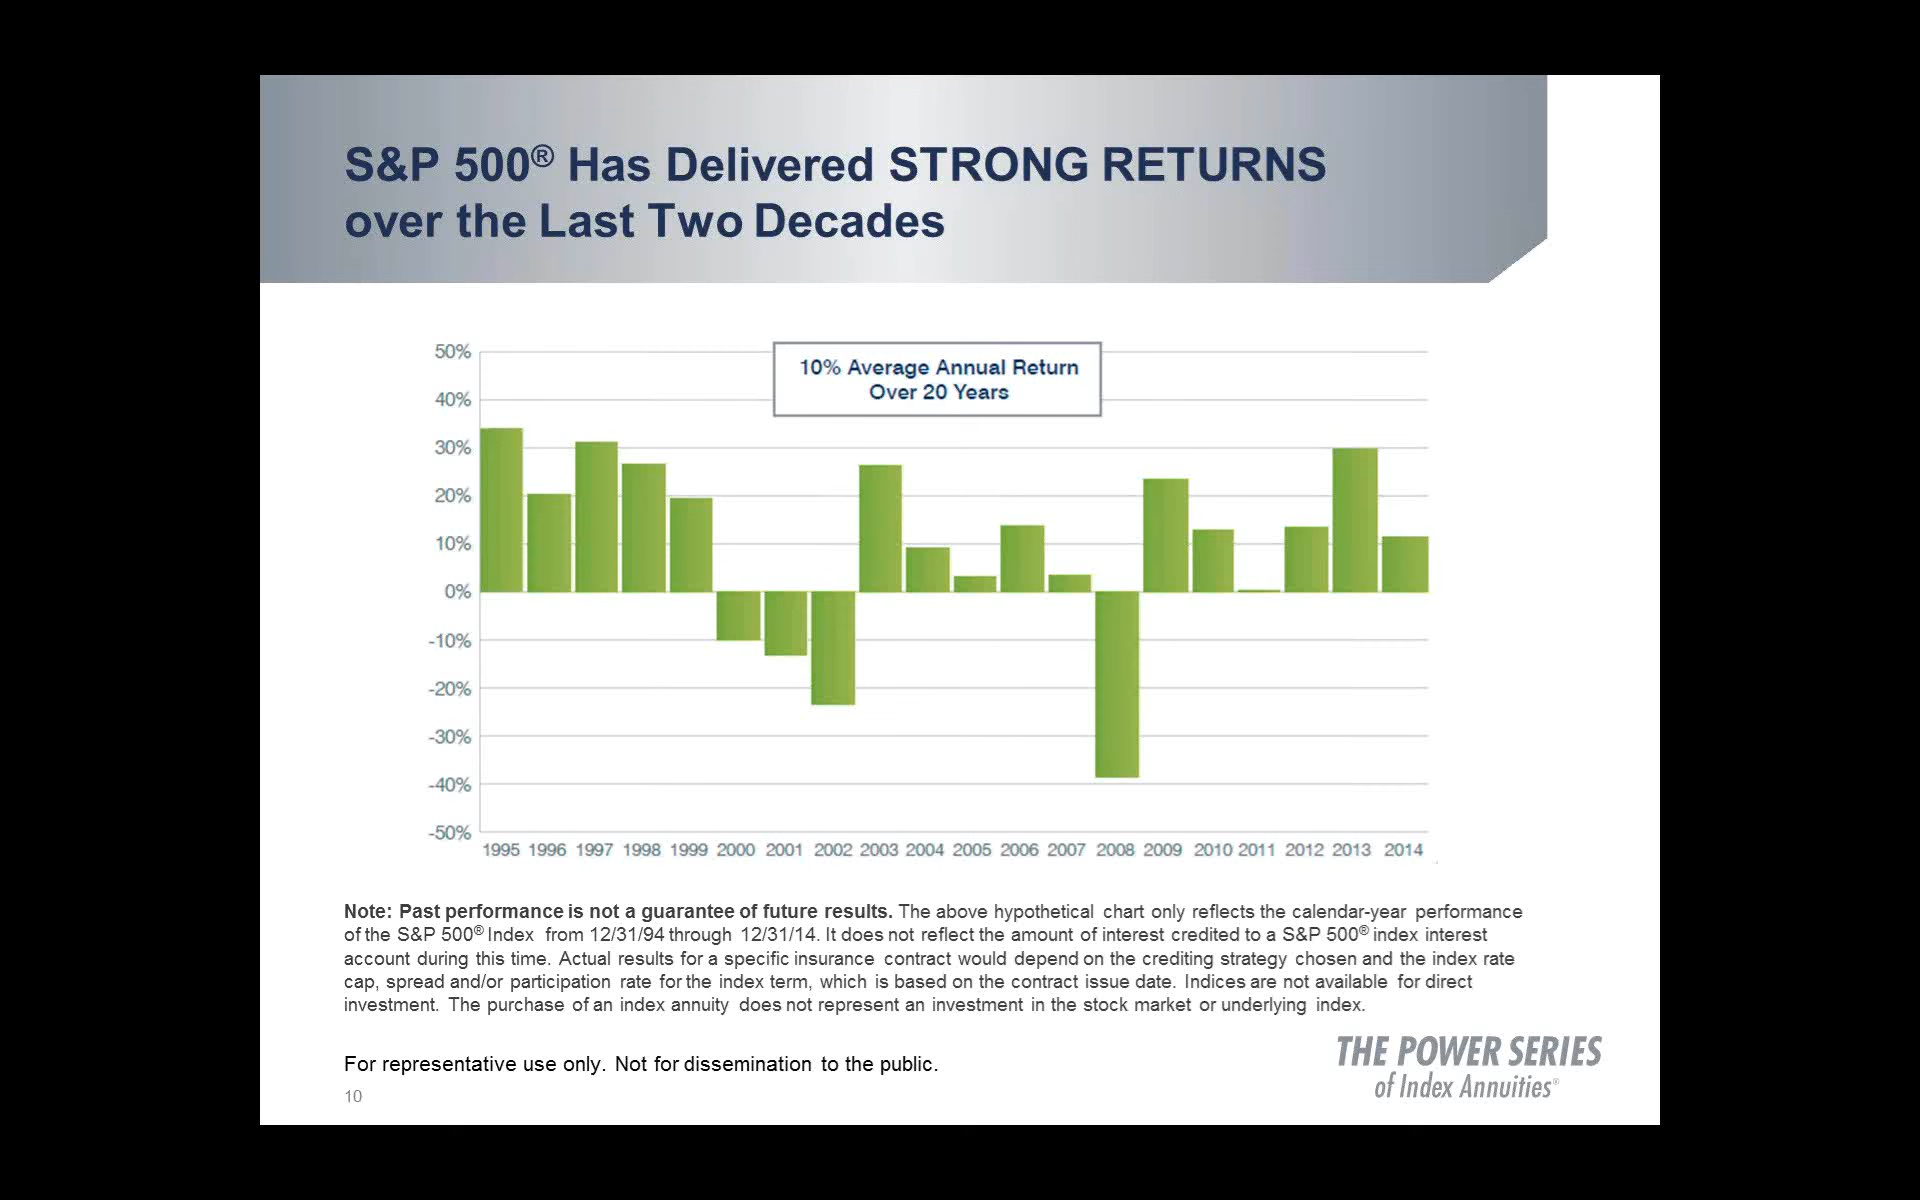 S&P 500® Has Delivered STRONG RETURNS
over the Last Two Decades
10% Average Annual Return
Over 20 Years
50%
40%
30%
20%
10%
0%
-10%
-20%
-30%
-40%
-50%
1995 1996 1997 1998 1999 2000 2001 2002 2003 2004 2005 2006 2007 2008 2009 2010 2011 2012 2013 2014
Note: Past performance is not a guarantee of future results. The above hypothetical chart only reflects the calendar-year performance
of the S&P 500® Index from 12/31/94 through 12/31/14. It does not reflect the amount of interest credited to a S&P 500® index interest
account during this time. Actual results for a specific insurance contract would depend on the crediting strategy chosen and the index rate
cap, spread and/or participation rate for the index term, which is based on the contract issue date. Indices are not available for direct
investment. The purchase of an index annuity does not represent an investment in the stock market or underlying index.
For representative use only. Not for dissemination to the public.
10
THE POWER SERIES
of Index Annuities®